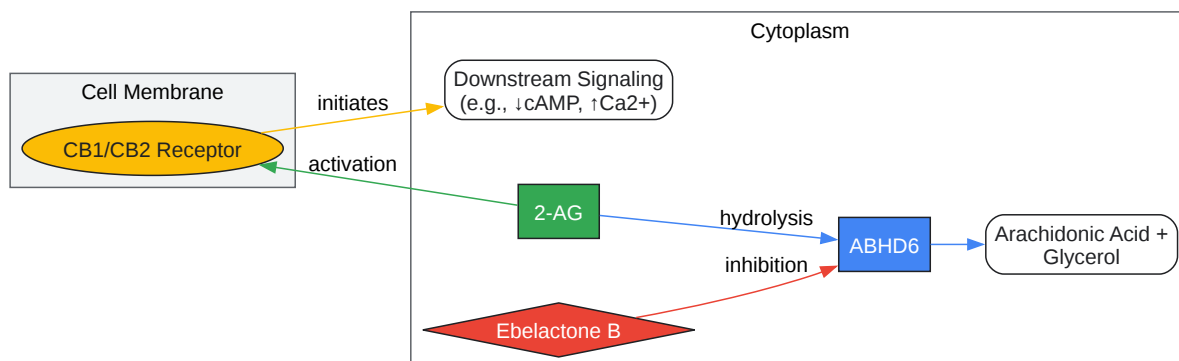 Cytoplasm
Cell Membrane
Downstream Signaling
(e.g., ↓cAMP, ↑Ca2+)
initiates
CB1/CB2 Receptor
activation
2-AG
hydrolysis
ABHD6
Arachidonic Acid +
Glycerol
inhibition
Ebelactone B